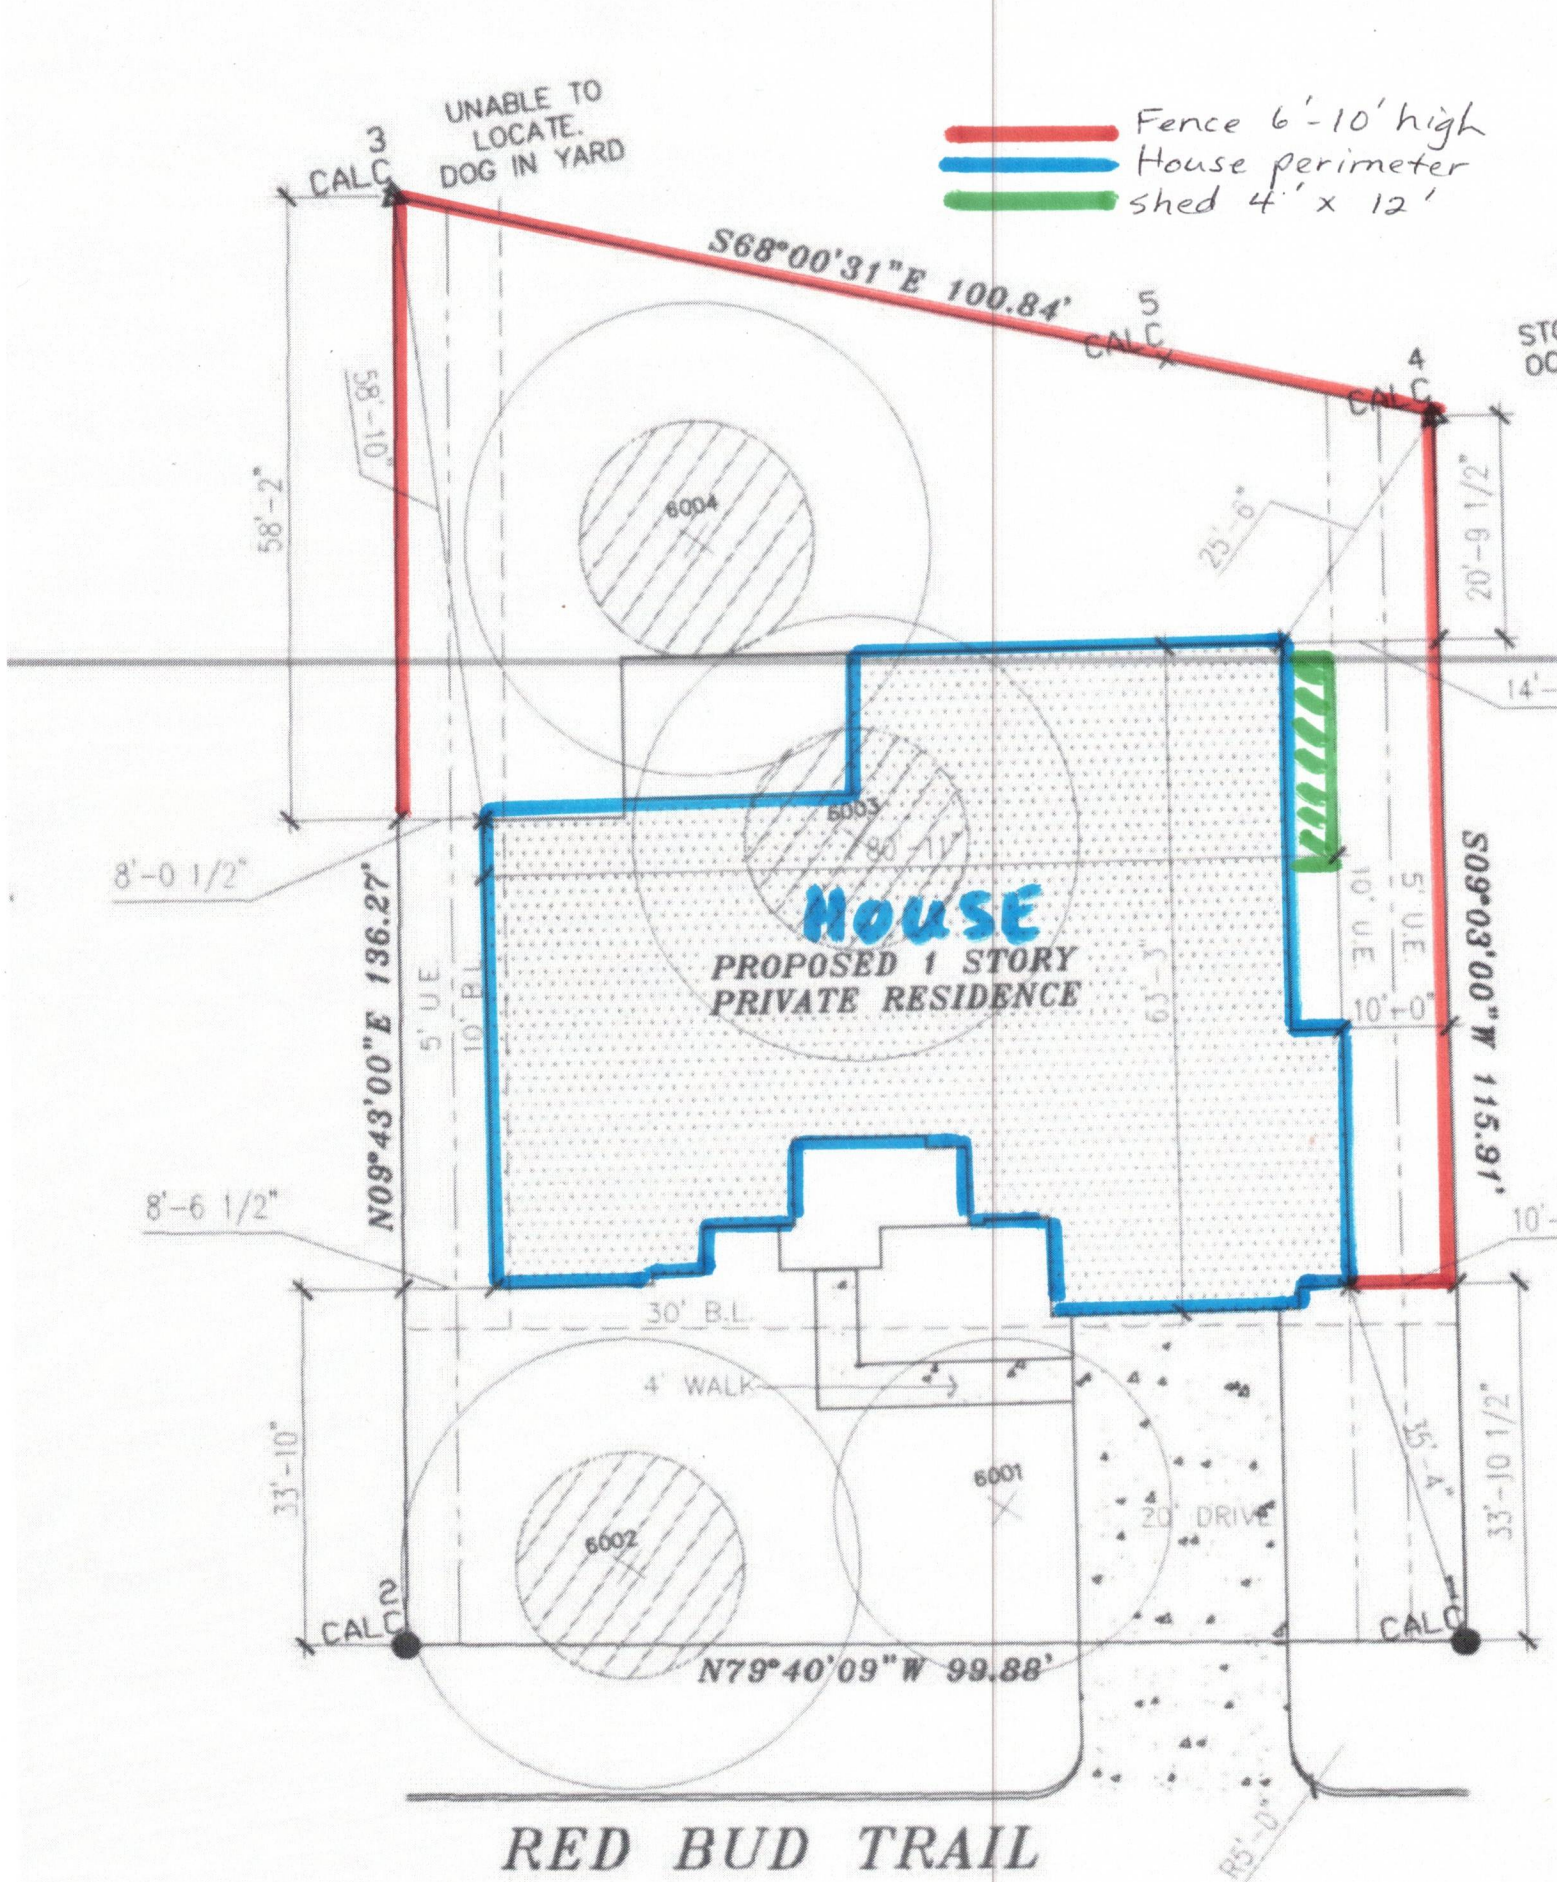 UNABLE TO
LOCATE.
DOG IN YARD
3
CALC
Fence 6'-10' high
House perimeter
shed 4' x 12'
S68°00'31"E 100.84'
5
CALC
4
CALC
58'-10"
58'-2"
6004
25'-6"
20'-9 1/2"
14'-
6003
80'-11"
8'-0 1/2"
HOUSE
PROPOSED 1 STORY
PRIVATE RESIDENCE
63'-3"
10' UE
5' UE
10'-0"
S09°03'00"W 115.91'
N09°43'00"E 136.27'
5' UE
10' BL
8'-6 1/2"
10'-
30' B.L.
4' WALK
33'-10"
6002
6001
20' DRIVE
35'-4"
33'-10 1/2"
2
CALC
1
CALC
N79°40'09"W 99.88'
R5'-0"
RED BUD TRAIL